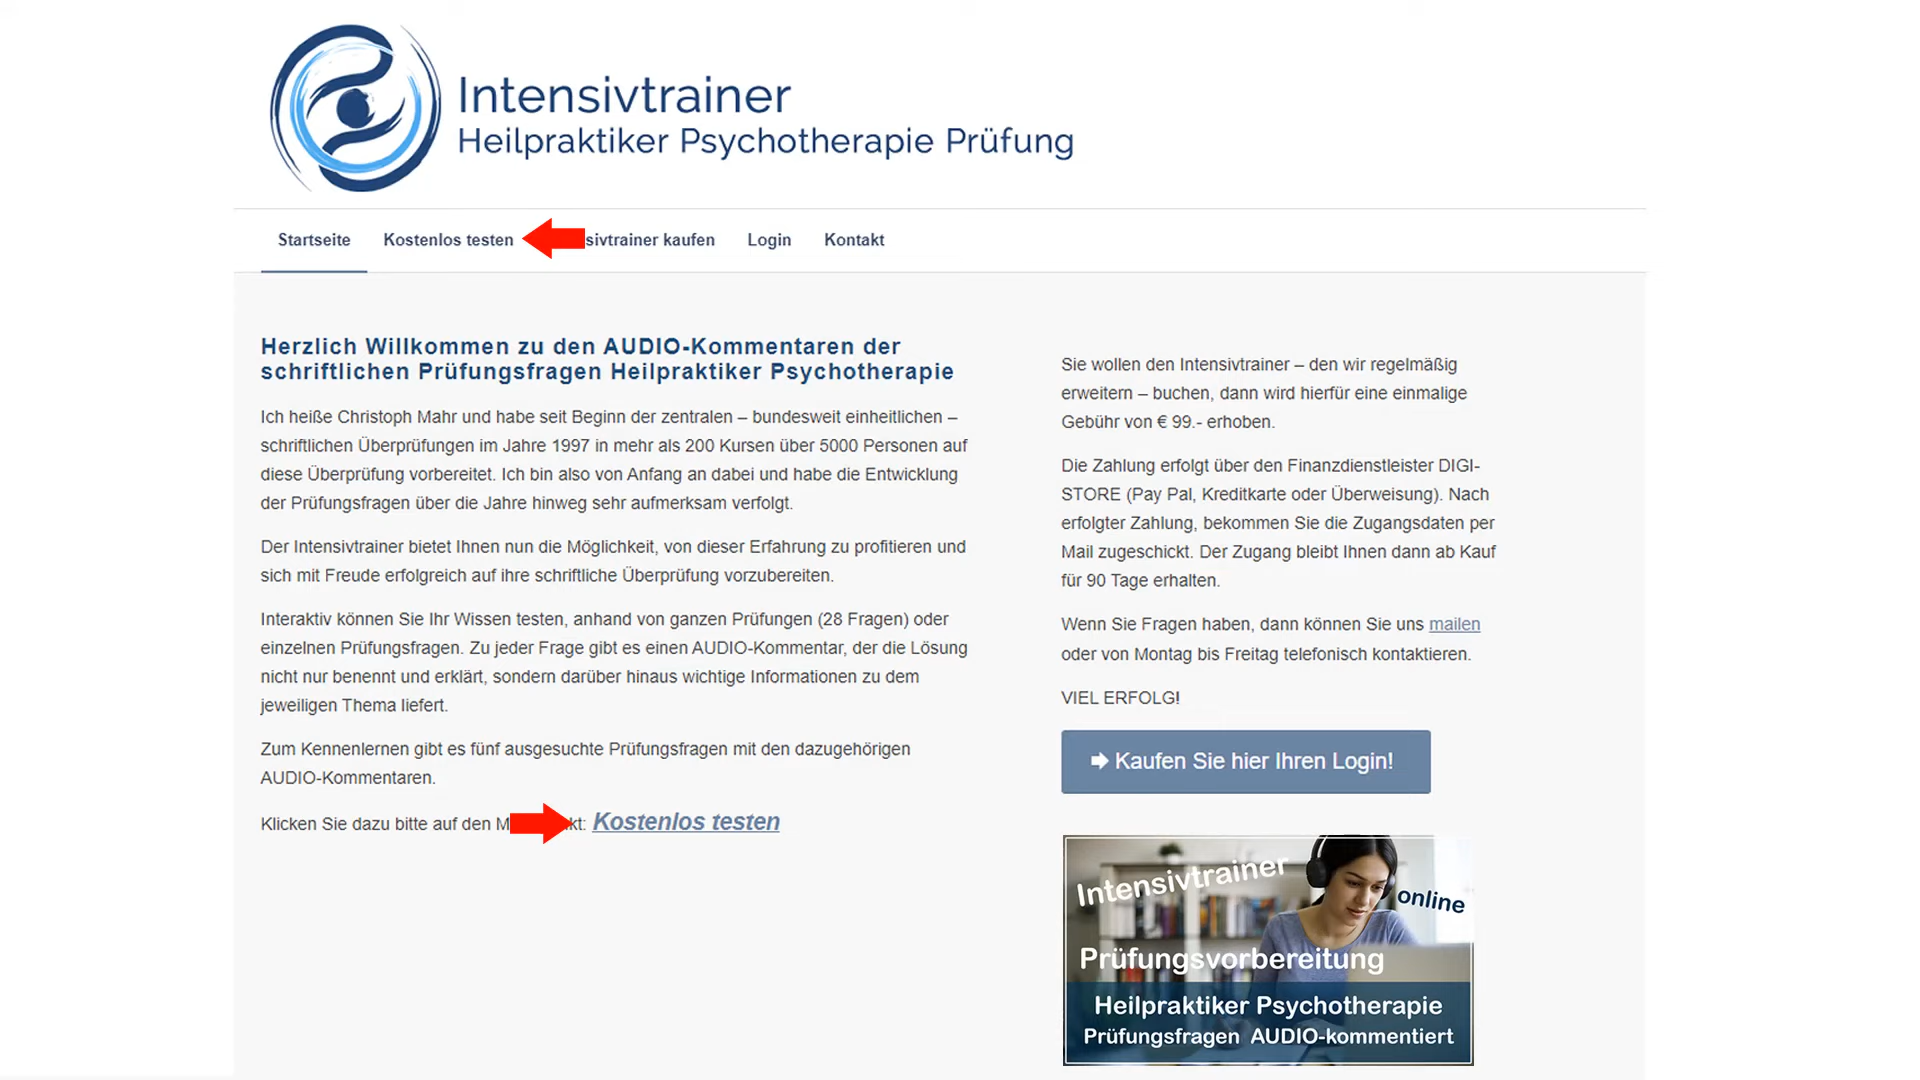 Intensivtrainer
Heilpraktiker Psychotherapie Prüfung
Startseite Kostenlos testen sivtrainer kaufen Login Kontakt
Herzlich Willkommen zu den AUDIO-Kommentaren der
schriftlichen Prüfungsfragen Heilpraktiker Psychotherapie
Ich heiße Christoph Mahr und habe seit Beginn der zentralen – bundesweit einheitlichen –
schriftlichen Überprüfungen im Jahre 1997 in mehr als 200 Kursen über 5000 Personen auf
diese Überprüfung vorbereitet. Ich bin also von Anfang an dabei und habe die Entwicklung
der Prüfungsfragen über die Jahre hinweg sehr aufmerksam verfolgt.
Der Intensivtrainer bietet Ihnen nun die Möglichkeit, von dieser Erfahrung zu profitieren und
sich mit Freude erfolgreich auf ihre schriftliche Überprüfung vorzubereiten.
Interaktiv können Sie Ihr Wissen testen, anhand von ganzen Prüfungen (28 Fragen) oder
einzelnen Prüfungsfragen. Zu jeder Frage gibt es einen AUDIO-Kommentar, der die Lösung
nicht nur benennt und erklärt, sondern darüber hinaus wichtige Informationen zu dem
jeweiligen Thema liefert.
Zum Kennenlernen gibt es fünf ausgesuchte Prüfungsfragen mit den dazugehörigen
AUDIO-Kommentaren.
Klicken Sie dazu bitte auf den M kt: Kostenlos testen
Sie wollen den Intensivtrainer – den wir regelmäßig
erweitern – buchen, dann wird hierfür eine einmalige
Gebühr von € 99.- erhoben.
Die Zahlung erfolgt über den Finanzdienstleister DIGI-
STORE (Pay Pal, Kreditkarte oder Überweisung). Nach
erfolgter Zahlung, bekommen Sie die Zugangsdaten per
Mail zugeschickt. Der Zugang bleibt Ihnen dann ab Kauf
für 90 Tage erhalten.
Wenn Sie Fragen haben, dann können Sie uns mailen
oder von Montag bis Freitag telefonisch kontaktieren.
VIEL ERFOLG!
Kaufen Sie hier Ihren Login!
Intensivtrainer
online
Prüfungsvorbereitung
Heilpraktiker Psychotherapie
Prüfungsfragen AUDIO-kommentiert